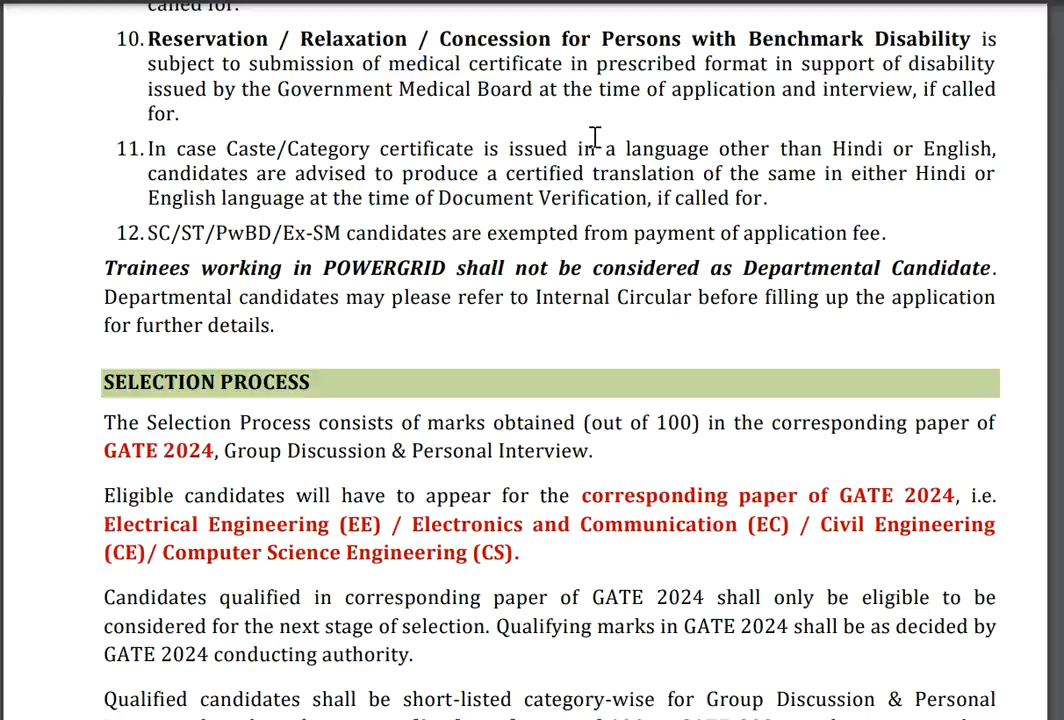 called for.
10. Reservation / Relaxation / Concession for Persons with Benchmark Disability is
subject to submission of medical certificate in prescribed format in support of disability
issued by the Government Medical Board at the time of application and interview, if called
for.
11. In case Caste/Category certificate is issued in a language other than Hindi or English,
candidates are advised to produce a certified translation of the same in either Hindi or
English language at the time of Document Verification, if called for.
12. SC/ST/PwBD/Ex-SM candidates are exempted from payment of application fee.
Trainees working in POWERGRID shall not be considered as Departmental Candidate.
Departmental candidates may please refer to Internal Circular before filling up the application
for further details.
SELECTION PROCESS
The Selection Process consists of marks obtained (out of 100) in the corresponding paper of
GATE 2024, Group Discussion & Personal Interview.
Eligible candidates will have to appear for the corresponding paper of GATE 2024, i.e.
Electrical Engineering (EE) / Electronics and Communication (EC) / Civil Engineering
(CE)/ Computer Science Engineering (CS).
Candidates qualified in corresponding paper of GATE 2024 shall only be eligible to be
considered for the next stage of selection. Qualifying marks in GATE 2024 shall be as decided by
GATE 2024 conducting authority.
Qualified candidates shall be short-listed category-wise for Group Discussion & Personal